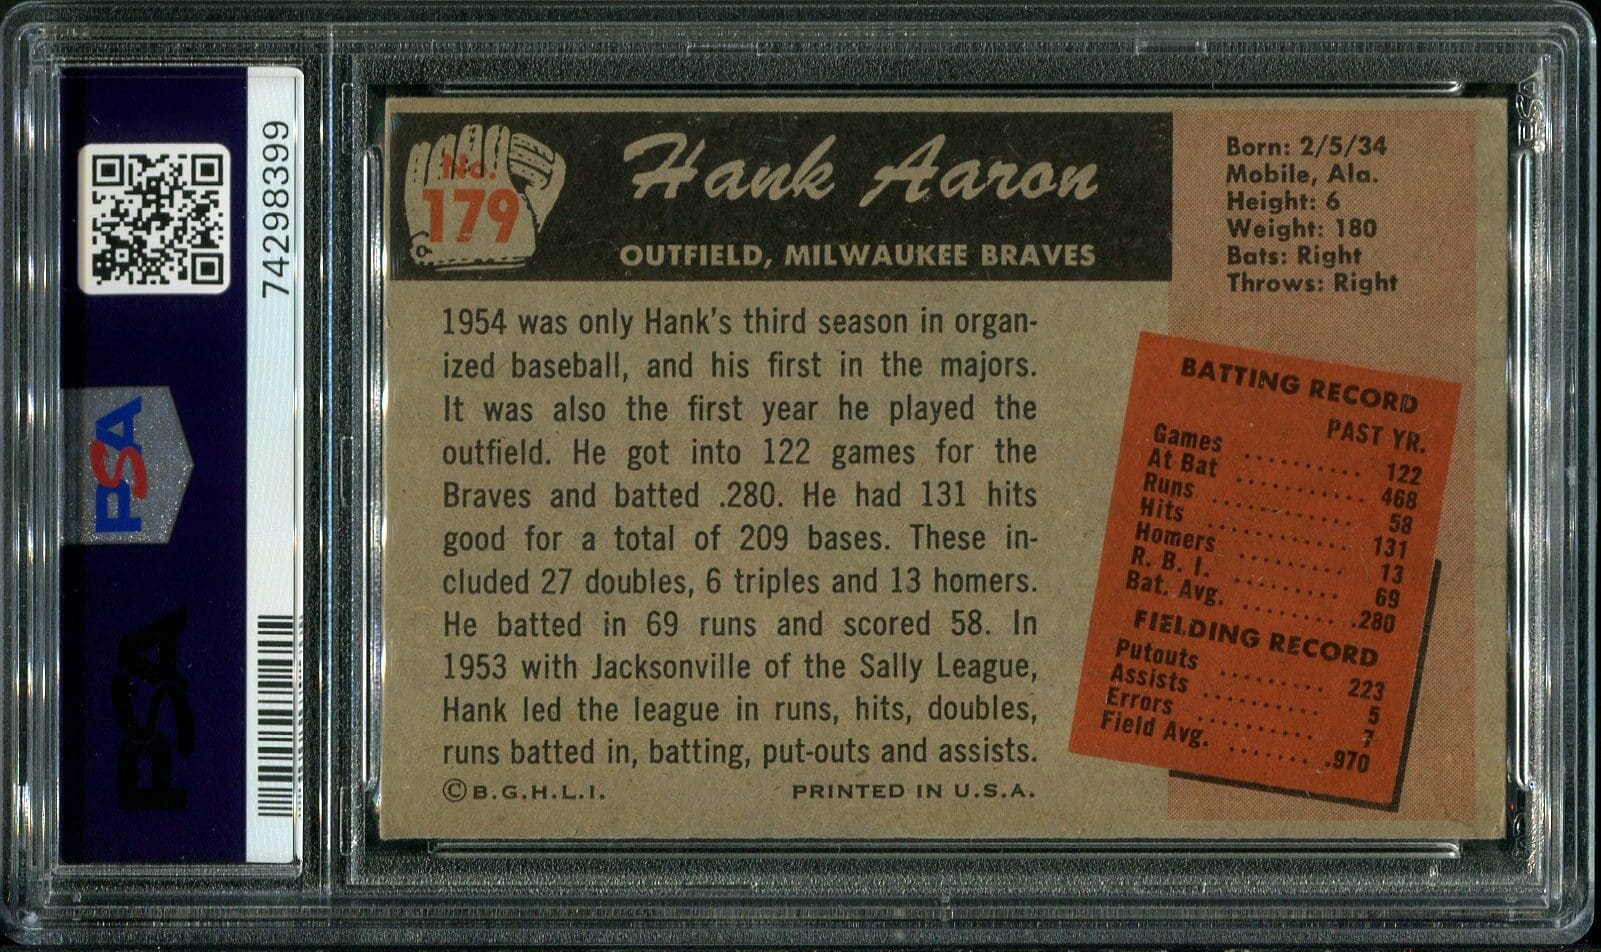 74298399
PSA
PSA
No.
179
Hank Aaron
OUTFIELD, MILWAUKEE BRAVES
Born: 2/5/34
Mobile, Ala.
Height: 6
Weight: 180
Bats: Right
Throws: Right
1954 was only Hank's third season in organ-
ized baseball, and his first in the majors.
It was also the first year he played the
outfield. He got into 122 games for the
Braves and batted .280. He had 131 hits
good for a total of 209 bases. These in-
cluded 27 doubles, 6 triples and 13 homers.
He batted in 69 runs and scored 58. In
1953 with Jacksonville of the Sally League,
Hank led the league in runs, hits, doubles,
runs batted in, batting, put-outs and assists.
© B.G.H.L.I. PRINTED IN U.S.A.
BATTING RECORD
PAST YR.
Games .......... 122
At Bat .......... 468
Runs .......... 58
Hits .......... 131
Homers ........ 13
R. B. I. ........ 69
Bat. Avg. ....... .280
FIELDING RECORD
Putouts ......... 223
Assists ......... 5
Errors ......... 7
Field Avg. ....... .970